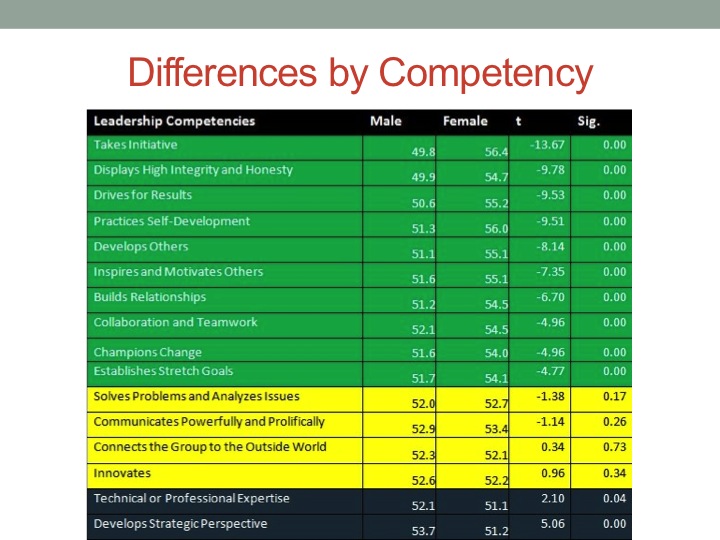 Differences by Competency
Leadership Competencies Male Female t Sig.
Takes Initiative 49.8 56.4 -13.67 0.00
Displays High Integrity and Honesty 49.9 54.7 -9.78 0.00
Drives for Results 50.6 55.2 -9.53 0.00
Practices Self-Development 51.3 56.0 -9.51 0.00
Develops Others 51.1 55.1 -8.14 0.00
Inspires and Motivates Others 51.6 55.1 -7.35 0.00
Builds Relationships 51.2 54.5 -6.70 0.00
Collaboration and Teamwork 52.1 54.5 -4.96 0.00
Champions Change 51.6 54.0 -4.96 0.00
Establishes Stretch Goals 51.7 54.1 -4.77 0.00
Solves Problems and Analyzes Issues 52.0 52.7 -1.38 0.17
Communicates Powerfully and Prolifically 52.9 53.4 -1.14 0.26
Connects the Group to the Outside World 52.3 52.1 0.34 0.73
Innovates 52.6 52.2 0.96 0.34
Technical or Professional Expertise 52.1 51.1 2.10 0.04
Develops Strategic Perspective 53.7 51.2 5.06 0.00